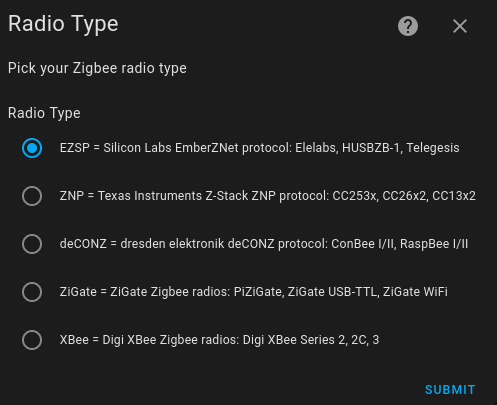 Radio Type
Pick your Zigbee radio type
Radio Type
EZSP = Silicon Labs EmberZNet protocol: Elelabs, HUSBZB-1, Telegesis
ZNP = Texas Instruments Z-Stack ZNP protocol: CC253x, CC26x2, CC13x2
deCONZ = dresden elektronik deCONZ protocol: ConBee I/II, RaspBee I/II
ZiGate = ZiGate Zigbee radios: PiZiGate, ZiGate USB-TTL, ZiGate WiFi
XBee = Digi XBee Zigbee radios: Digi XBee Series 2, 2C, 3
SUBMIT